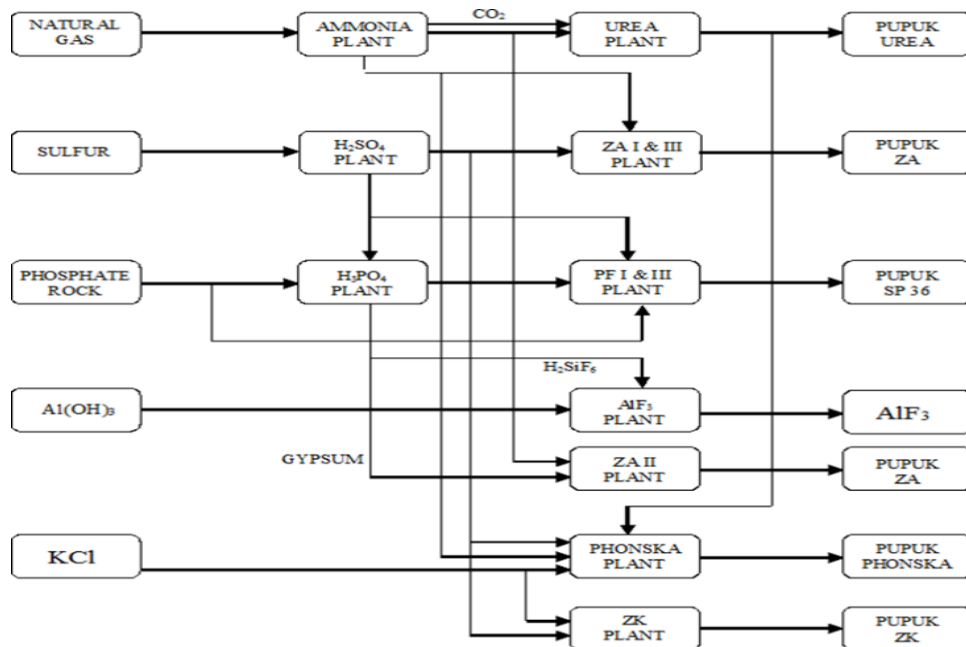 NATURAL
GAS
AMMONIA
PLANT
CO₂
UREA
PLANT
PUPUK
UREA
SULFUR
H₂SO₄
PLANT
ZA I & III
PLANT
PUPUK
ZA
PHOSPHATE
ROCK
H₃PO₄
PLANT
PF I & III
PLANT
PUPUK
SP 36
H₂SiF₆
Al(OH)₃
AlF₃
PLANT
AlF₃
GYPSUM
ZA II
PLANT
PUPUK
ZA
KCl
PHONSKA
PLANT
PUPUK
PHONSKA
ZK
PLANT
PUPUK
ZK